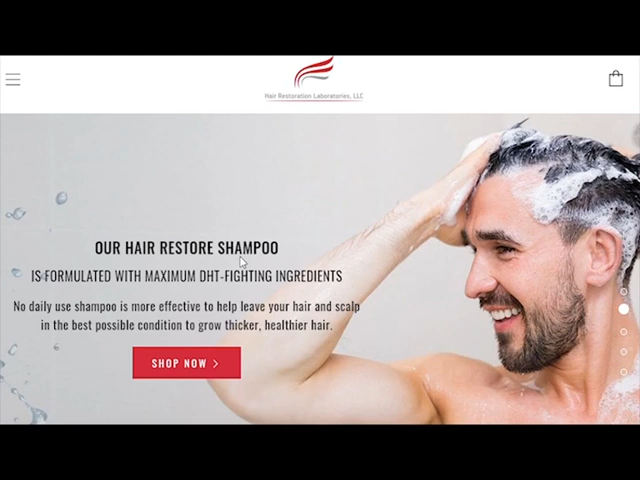 Hair Restoration Laboratories, LLC
OUR HAIR RESTORE SHAMPOO
IS FORMULATED WITH MAXIMUM DHT-FIGHTING INGREDIENTS
No daily use shampoo is more effective to help leave your hair and scalp
in the best possible condition to grow thicker, healthier hair.
SHOP NOW >